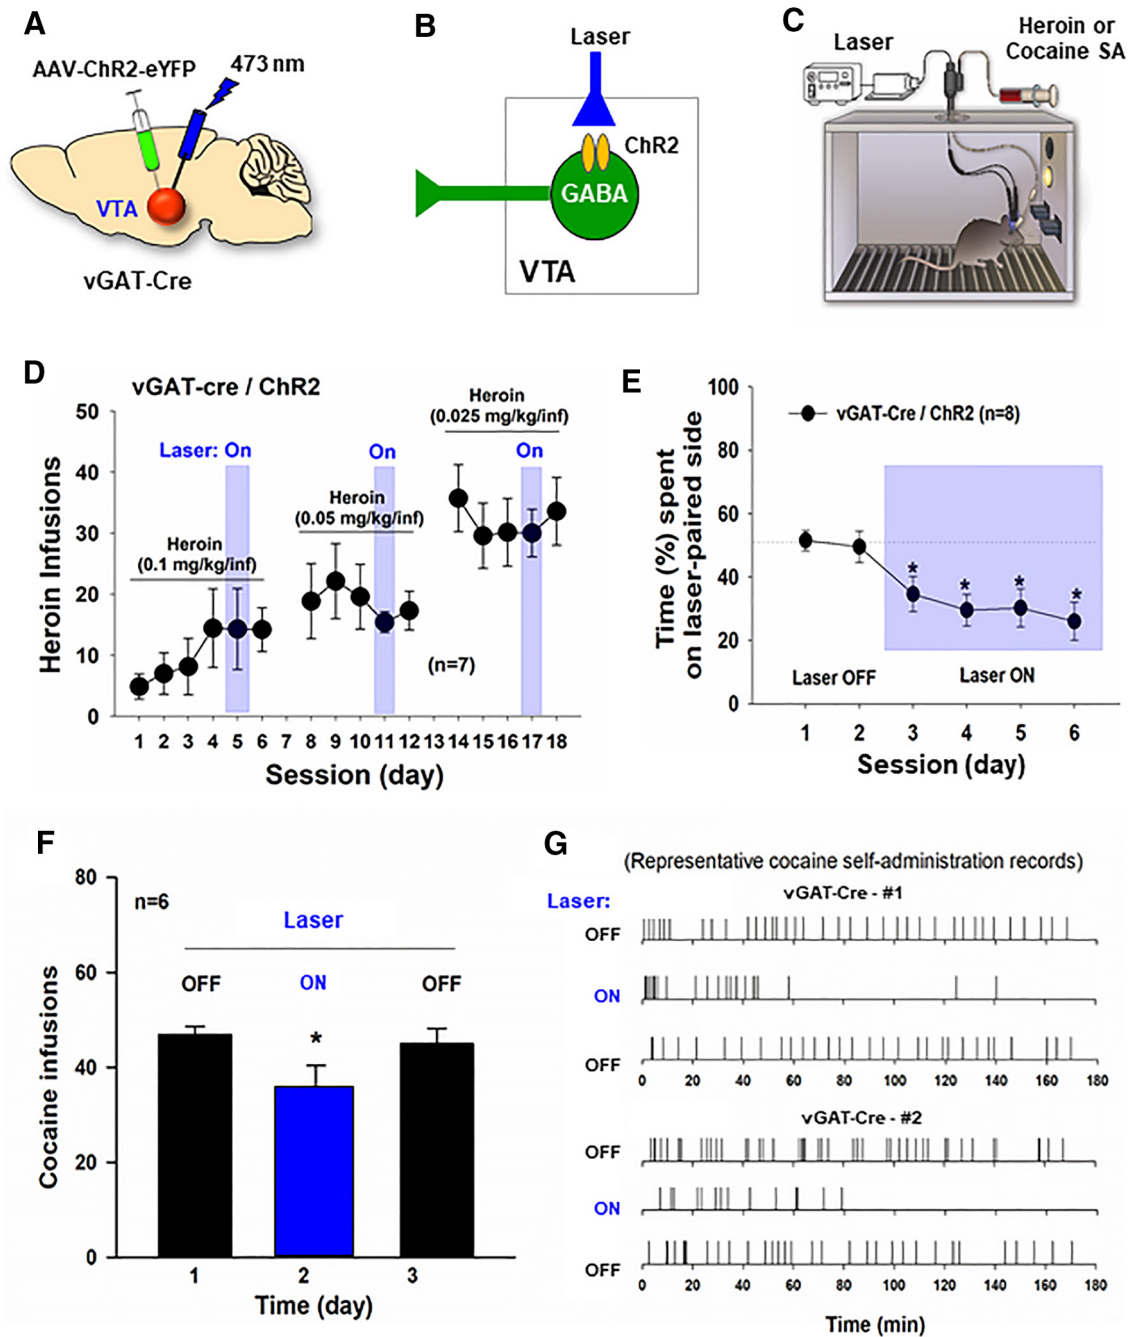 A
AAV-ChR2-eYFP
473 nm
VTA
vGAT-Cre
B
Laser
ChR2
GABA
VTA
C
Laser
Heroin or
Cocaine SA
D
vGAT-cre / ChR2
Heroin Infusions
50
40
30
20
10
0
Laser: On
On
On
Heroin
(0.1 mg/kg/inf)
Heroin
(0.05 mg/kg/inf)
Heroin
(0.025 mg/kg/inf)
(n=7)
1 2 3 4 5 6 7 8 9 10 11 12 13 14 15 16 17 18
Session (day)
E
Time (%) spent
on laser-paired side
100
80
60
40
20
0
vGAT-Cre / ChR2 (n=8)
* * * *
Laser OFF
Laser ON
1 2 3 4 5 6
Session (day)
F
Cocaine infusions
80
60
40
20
0
n=6
Laser
OFF ON OFF
*
1 2 3
Time (day)
G
(Representative cocaine self-administration records)
Laser:
vGAT-Cre - #1
OFF
ON
OFF
0 20 40 60 80 100 120 140 160 180
vGAT-Cre - #2
OFF
ON
OFF
0 20 40 60 80 100 120 140 160 180
Time (min)